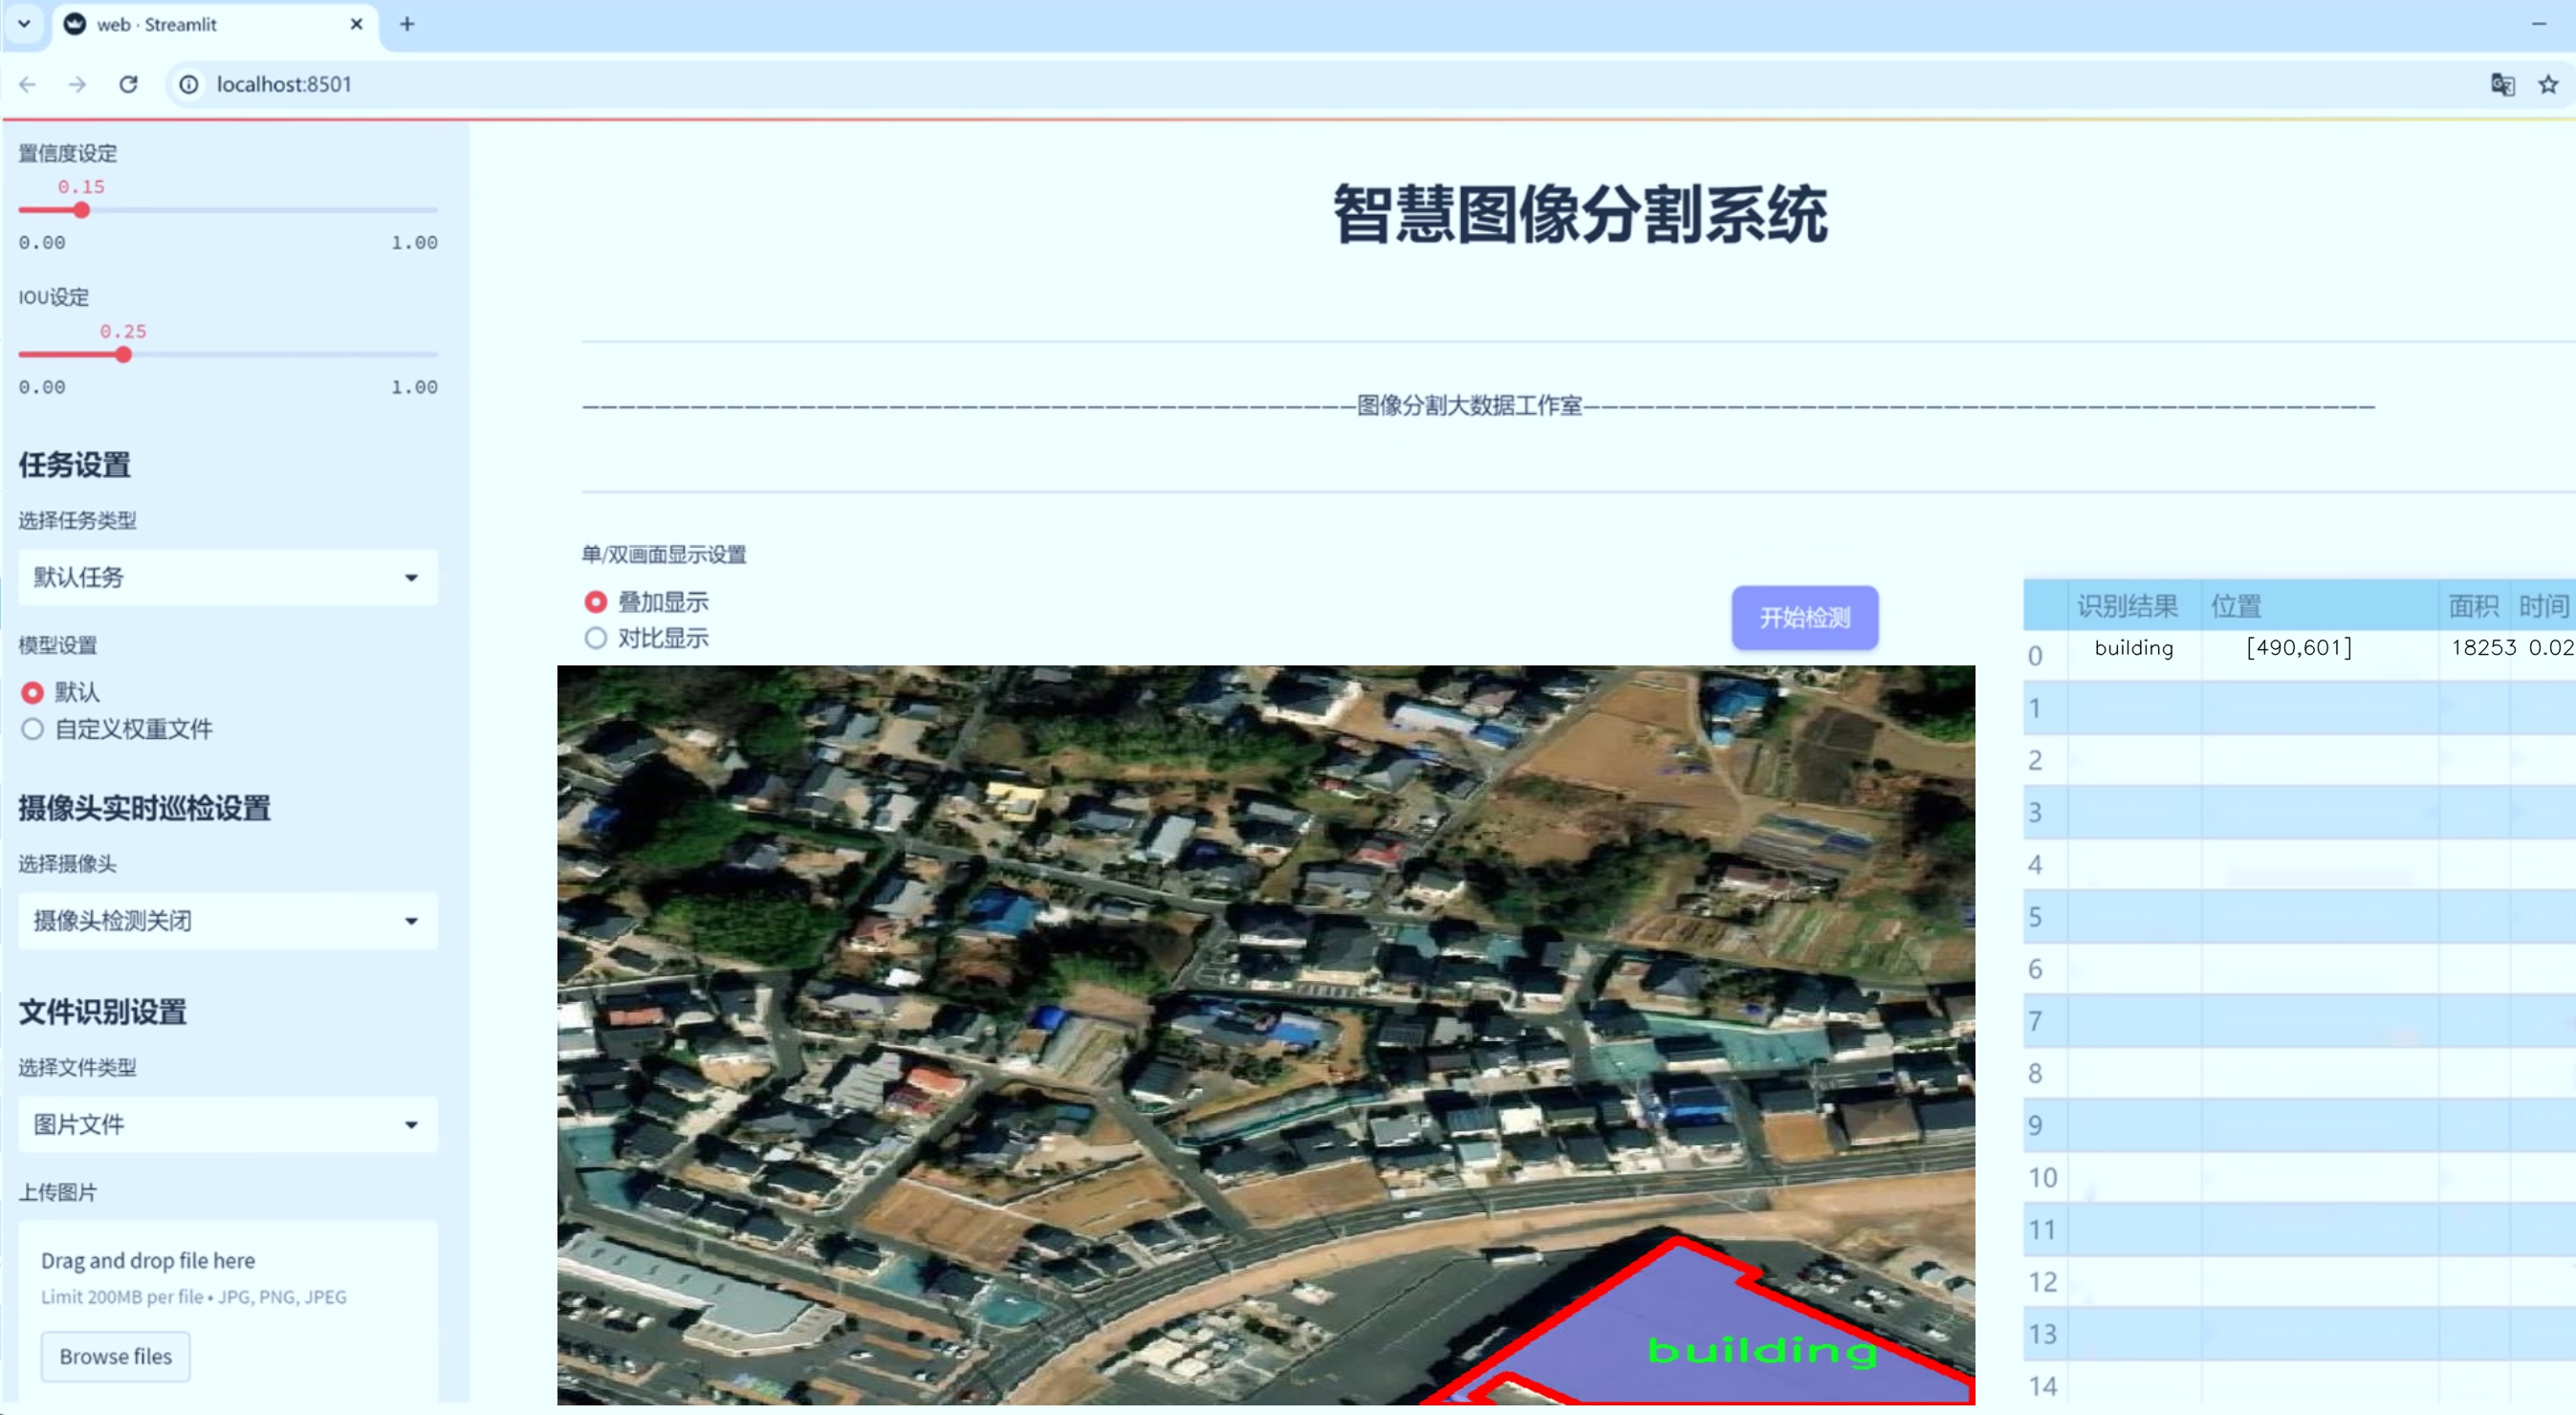 web · Streamlit
localhost:8501
置信度设定
0.15
0.00 1.00
IOU设定
0.25
0.00 1.00
任务设置
选择任务类型
默认任务
模型设置
默认
自定义权重文件
摄像头实时巡检设置
选择摄像头
摄像头检测关闭
文件识别设置
选择文件类型
图片文件
上传图片
Drag and drop file here
Limit 200MB per file • JPG, PNG, JPEG
Browse files
智慧图像分割系统
———————————————————————————————————————————图像分割大数据工作室————————————————————————————————————————————
单/双画面显示设置
叠加显示
对比显示
开始检测
building
识别结果 位置 面积 时间
0 building [490,601] 18253 0.02
1
2
3
4
5
6
7
8
9
10
11
12
13
14